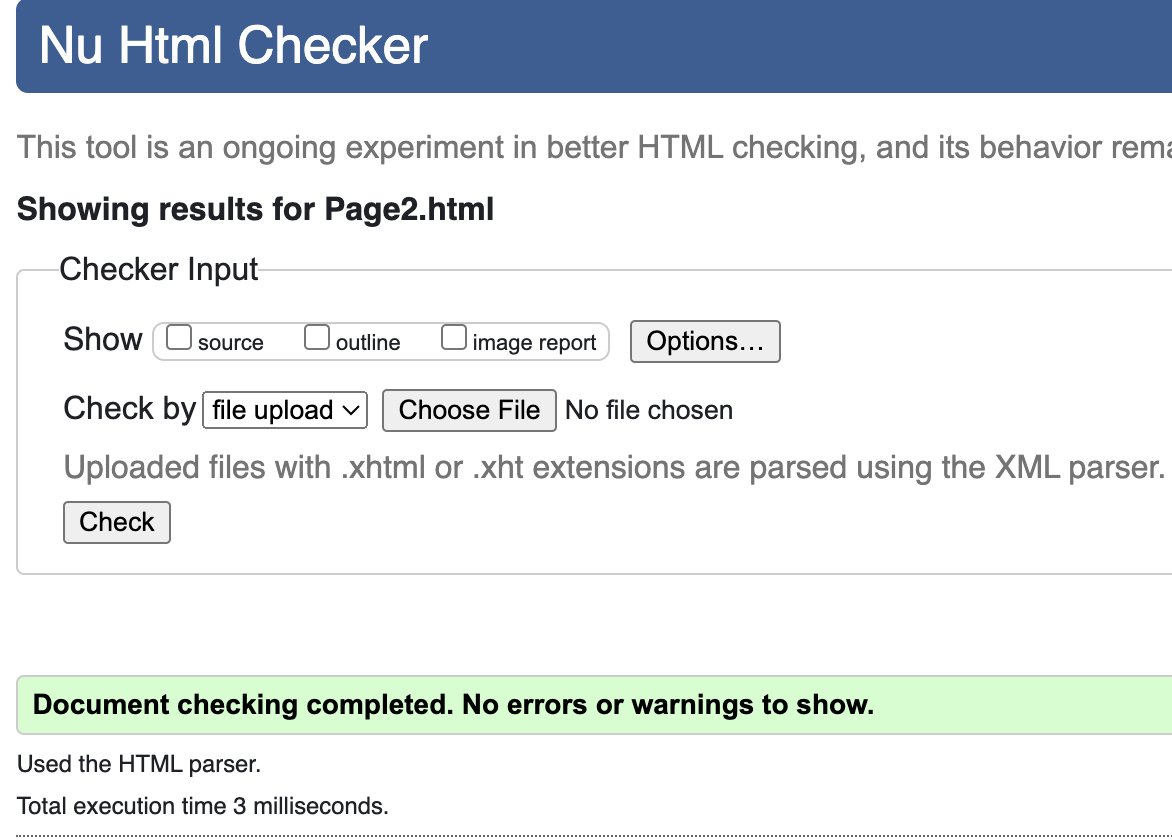 Nu Html Checker
This tool is an ongoing experiment in better HTML checking, and its behavior
Showing results for Page2.html
Checker Input
Show source outline image report Options…
Check by file upload Choose File No file chosen
Uploaded files with .xhtml or .xht extensions are parsed using the XML parser.
Check
Document checking completed. No errors or warnings to show.
Used the HTML parser.
Total execution time 3 milliseconds.